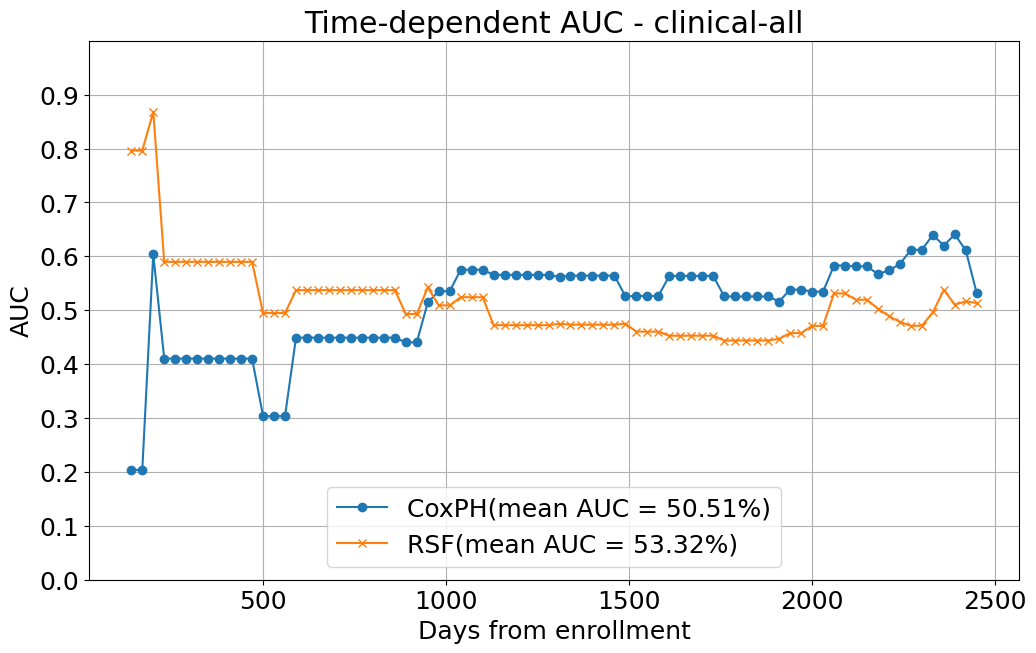 Time-dependent AUC - clinical-all
AUC
0.9
0.8
0.7
0.6
0.5
0.4
0.3
0.2
0.1
0.0
CoxPH(mean AUC = 50.51%)
RSF(mean AUC = 53.32%)
500 1000 1500 2000 2500
Days from enrollment